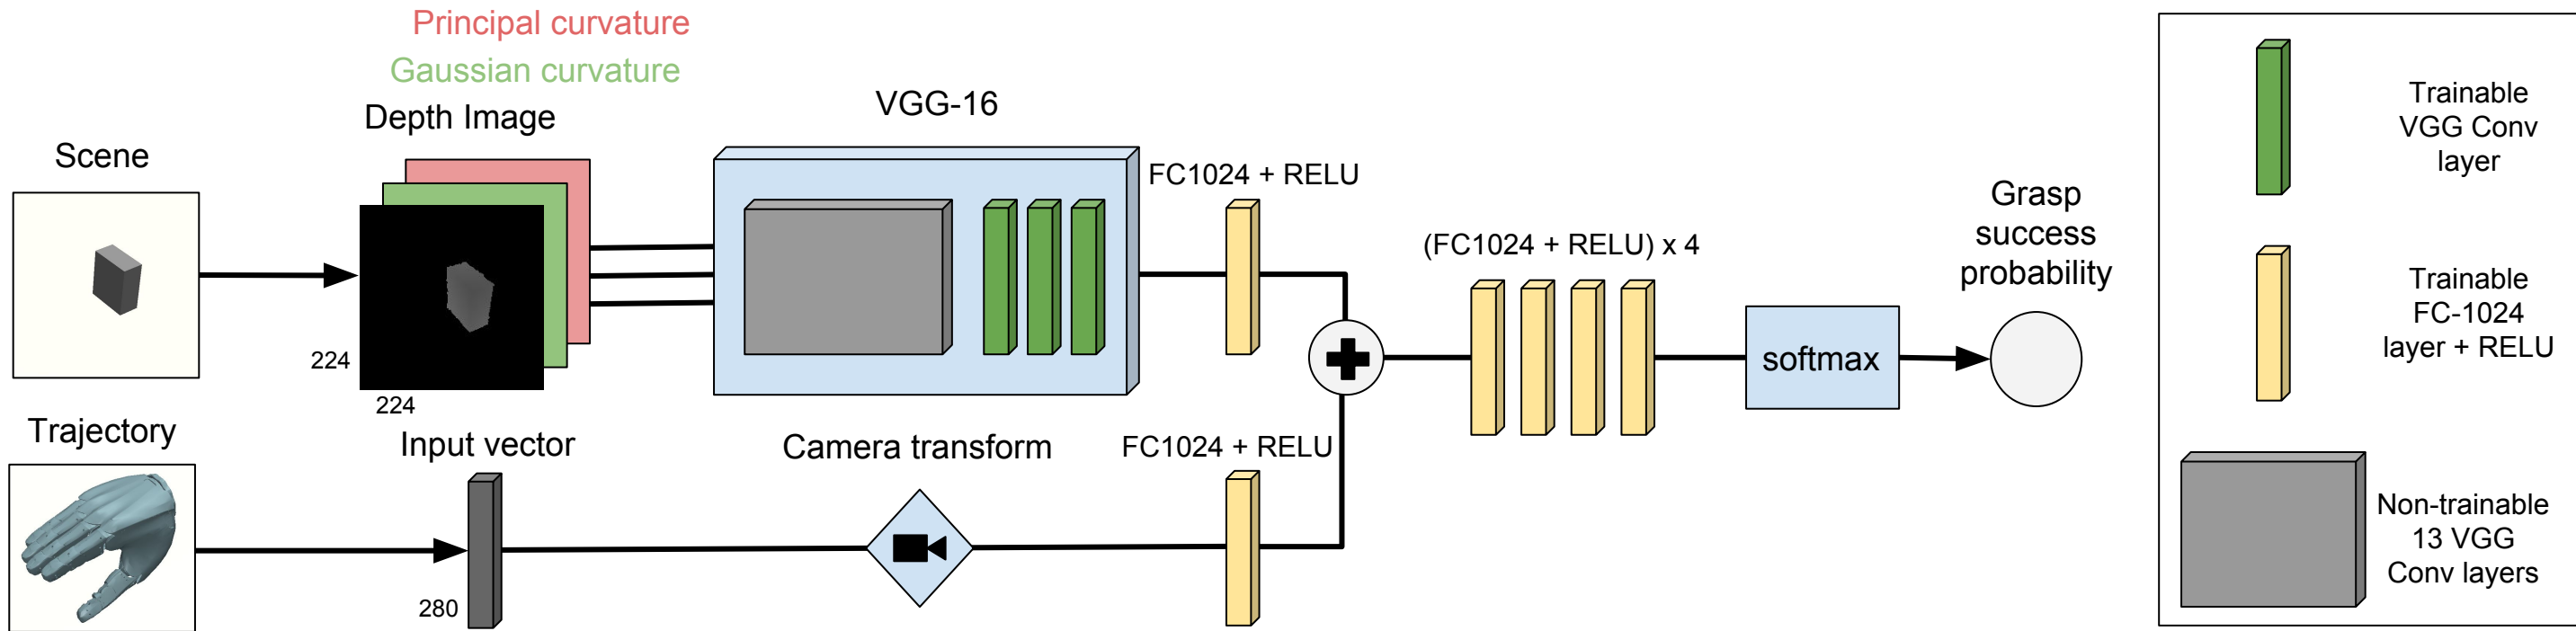 Principal curvature
Gaussian curvature
Depth Image
Scene
224
224
VGG-16
FC1024 + RELU
(FC1024 + RELU) x 4
softmax
Grasp
success
probability
Trajectory
Input vector
280
Camera transform
FC1024 + RELU
Trainable
VGG Conv
layer
Trainable
FC-1024
layer + RELU
Non-trainable
13 VGG
Conv layers